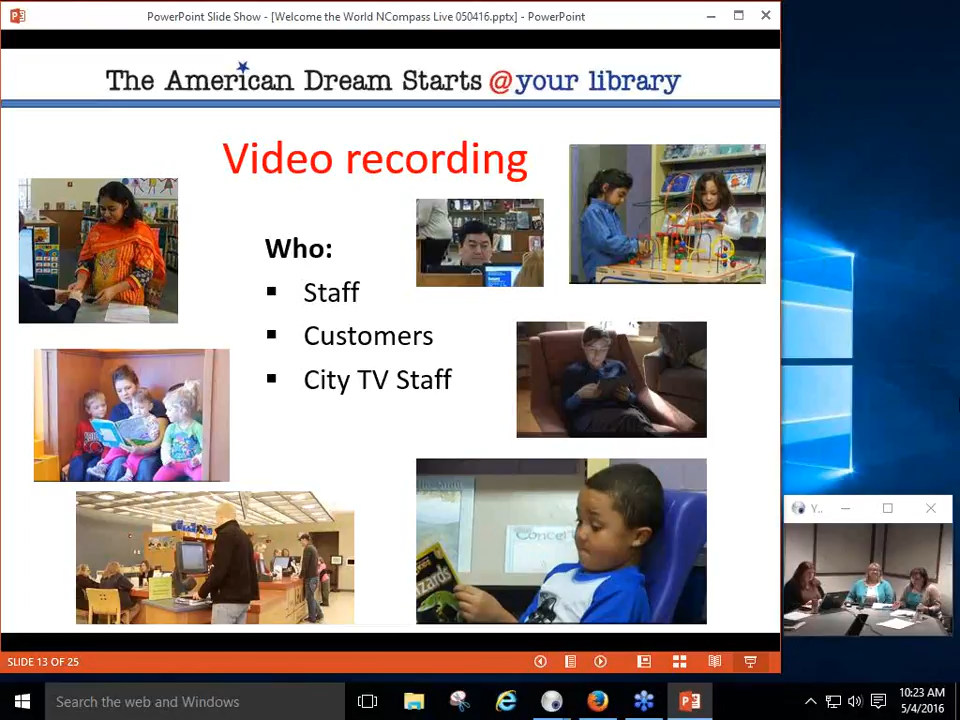 PowerPoint Slide Show - [Welcome the World NCompass Live 050416.pptx] - PowerPoint
The American Dream Starts @your library
Video recording
Who:
▪ Staff
▪ Customers
▪ City TV Staff
Concert
Y..
SLIDE 13 OF 25
Search the web and Windows
10:23 AM
5/4/2016